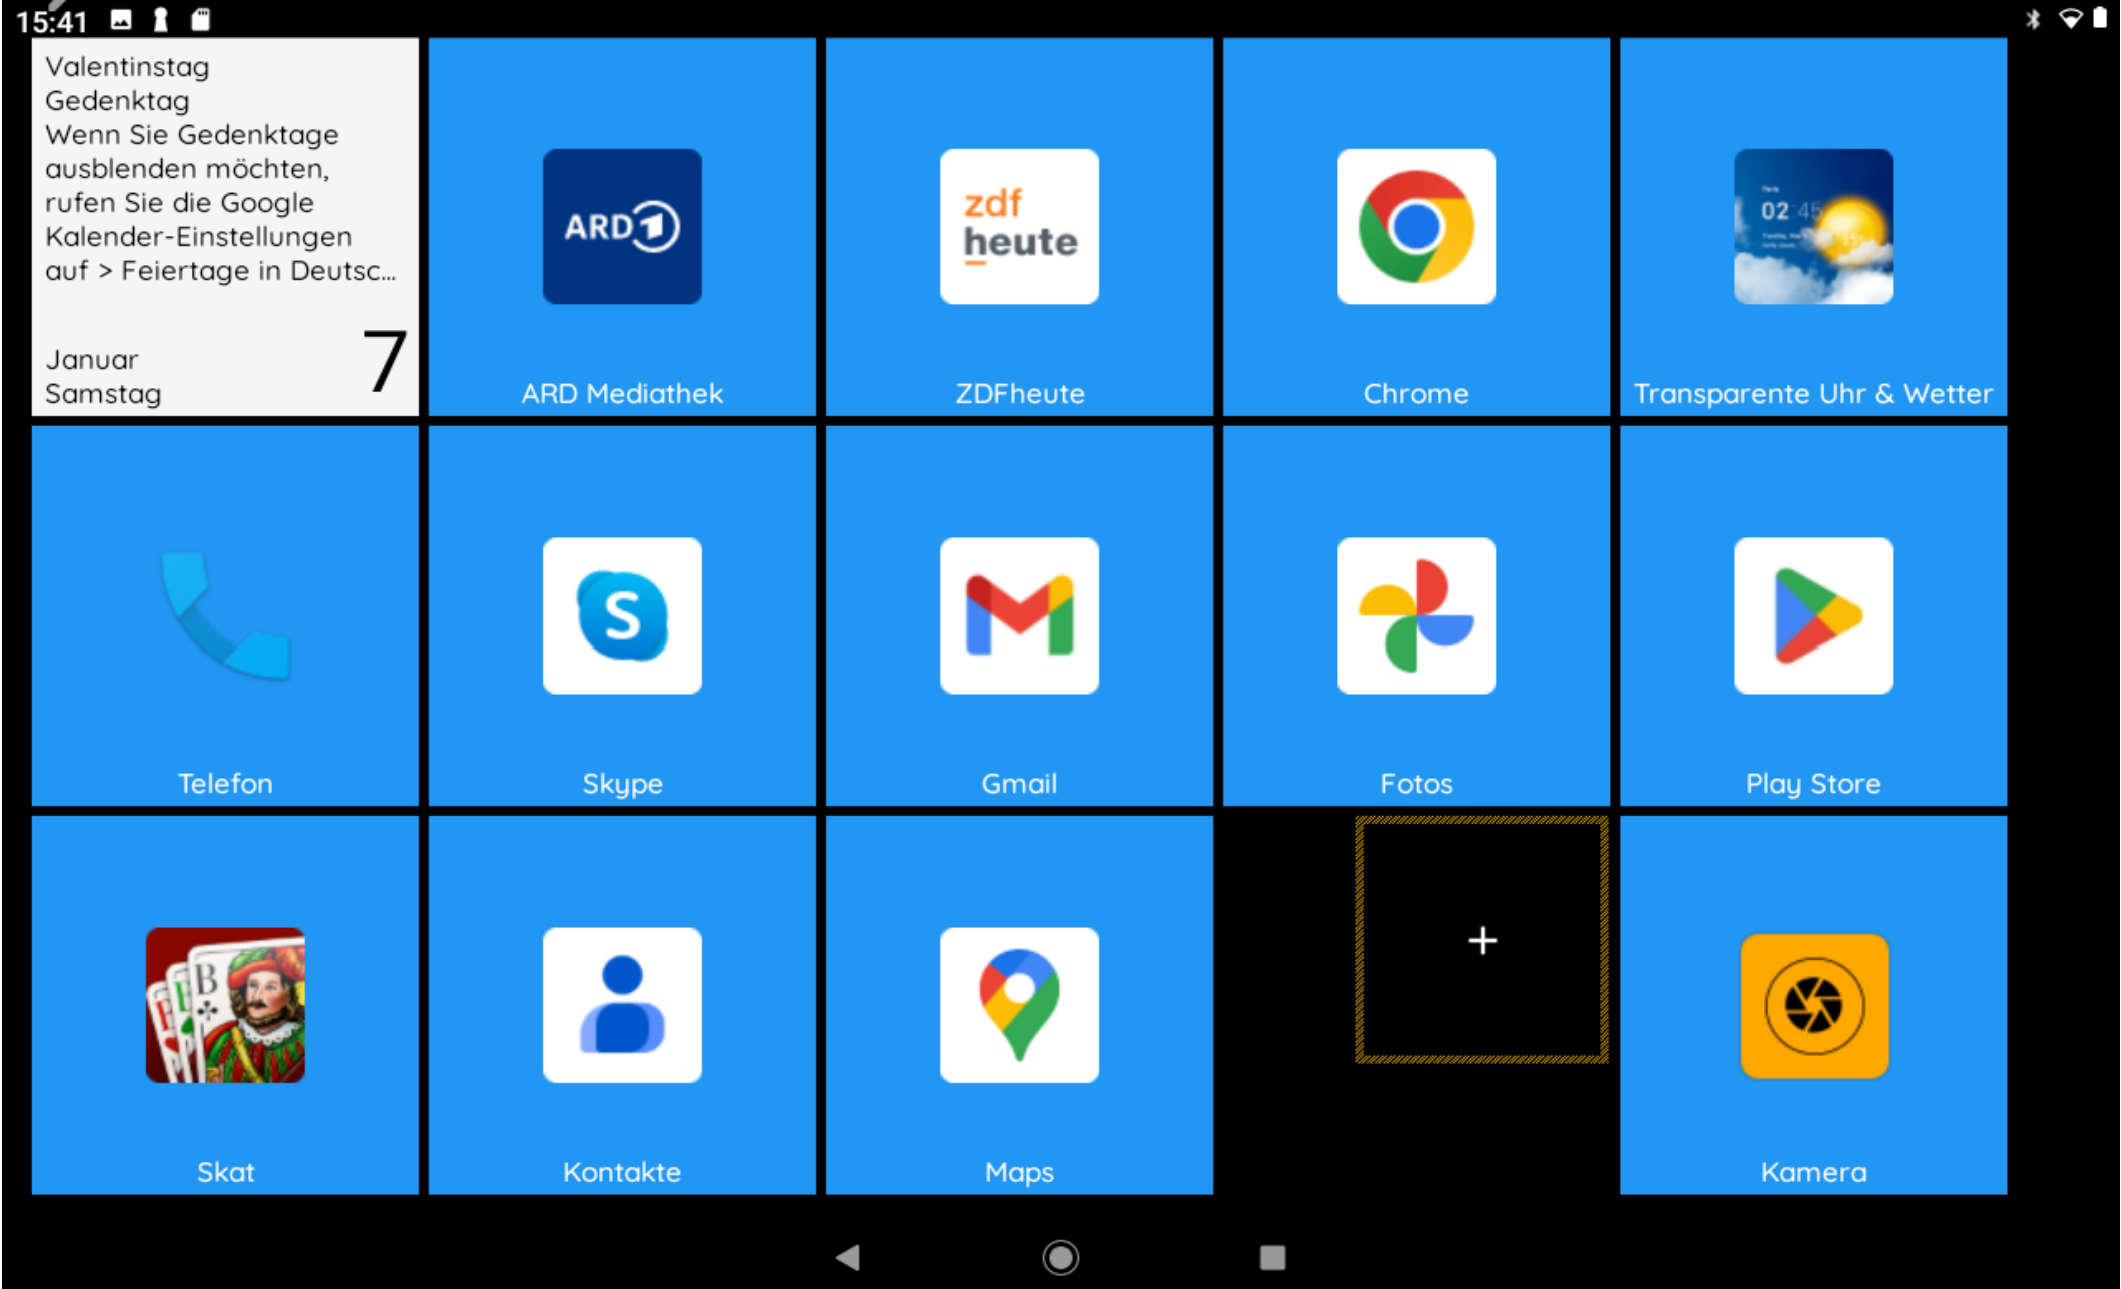 15:41
Valentinstag
Gedenktag
Wenn Sie Gedenktage
ausblenden möchten,
rufen Sie die Google
Kalender-Einstellungen
auf > Feiertage in Deutsc...
Januar
Samstag
7
ARD 1
ARD Mediathek
zdf
heute
ZDFheute
Chrome
02:45
Transparente Uhr & Wetter
Telefon
S
Skype
Gmail
Fotos
Play Store
B
Skat
Kontakte
Maps
+
Kamera